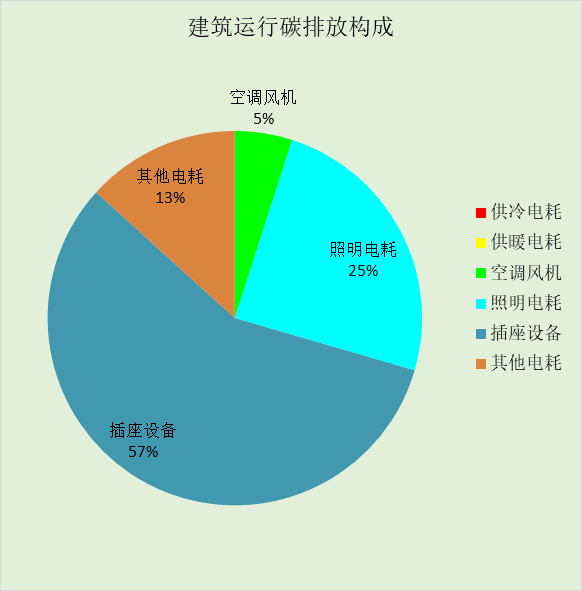 建筑运行碳排放构成
空调风机
5%
其他电耗
13%
照明电耗
25%
插座设备
57%
供冷电耗
供暖电耗
空调风机
照明电耗
插座设备
其他电耗